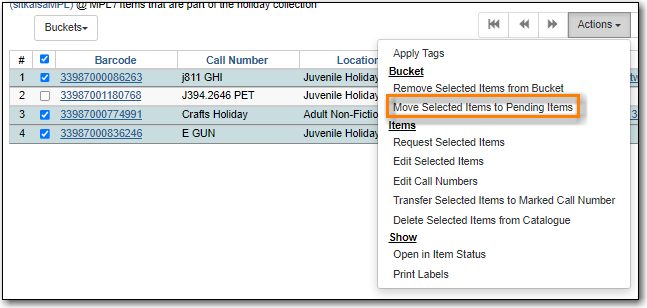 (sitkalsaMPL) @ MPL / Items that are part of the holiday collection
Buckets
Actions
# Barcode Call Number Location
1 33987000086263 j811 GHI Juvenile Holiday
2 33987001180768 J394.2646 PET Juvenile Holiday
3 33987000774991 Crafts Holiday Adult Non-Fiction
4 33987000836246 E GUN Juvenile Holiday
Apply Tags
Bucket
Remove Selected Items from Bucket
Move Selected Items to Pending Items
Items
Request Selected Items
Edit Selected Items
Edit Call Numbers
Transfer Selected Items to Marked Call Number
Delete Selected Items from Catalogue
Show
Open in Item Status
Print Labels